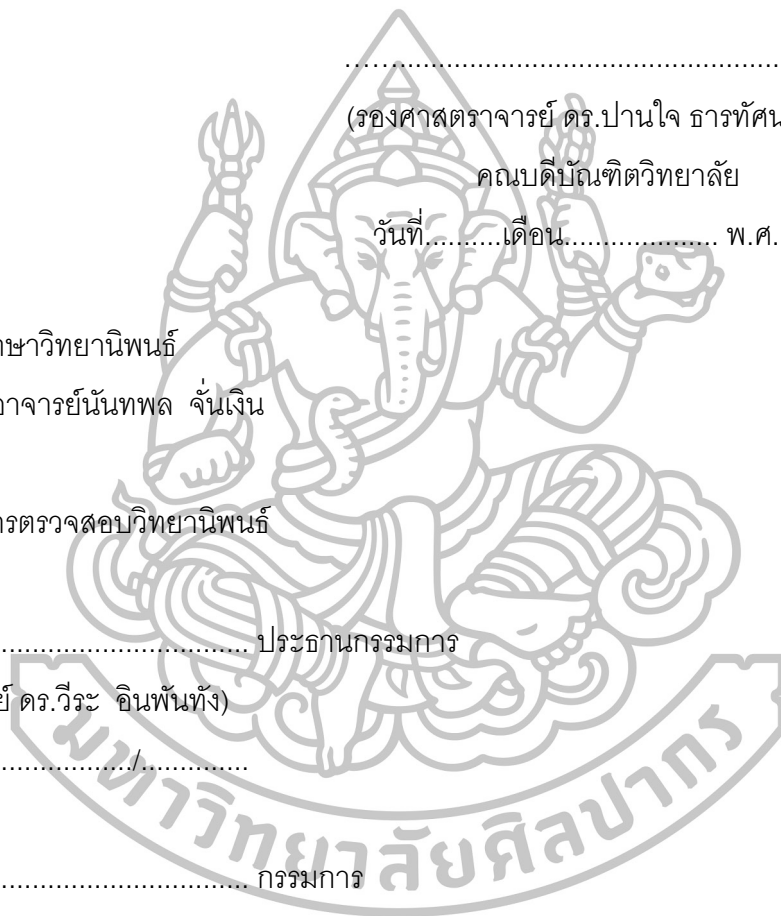 .........................................................
(รองศาสตราจารย์ ดร.ปานใจ ธารทัศน
คณบดีบัณฑิตวิทยาลัย
วันที่..........เดือน.................... พ.ศ.
าษาวิทยานิพนธ์
อาจารย์นันทพล จั่นเงิน
ารตรวจสอบวิทยานิพนธ์
................................ ประธานกรรมการ
ย์ ดร.วีระ อินพันทัง)
................./..............
................................ กรรมการ
มหาวิทยาลัยศิลปากร